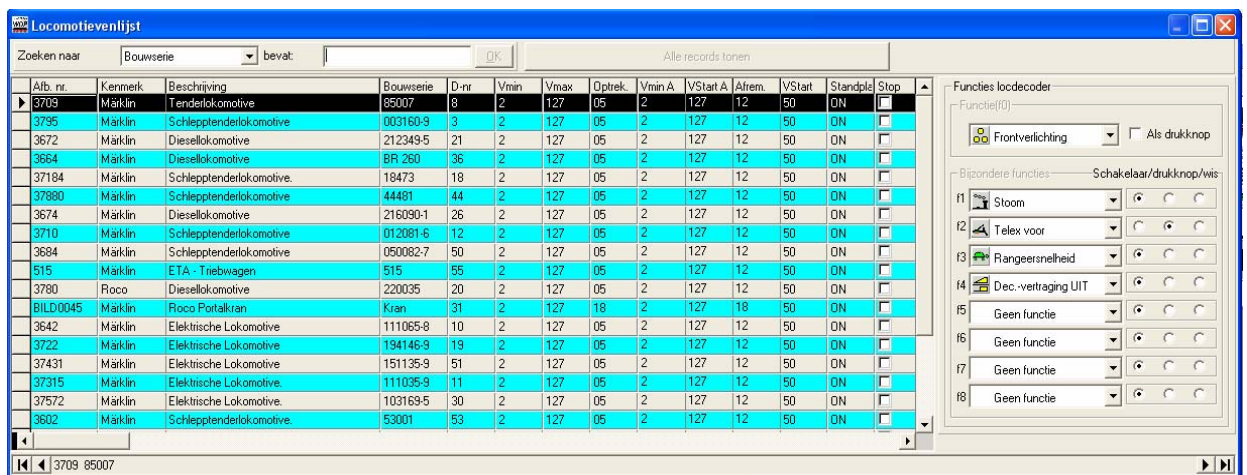 Locomotievenlijst
Zoeken naar Bouwserie bevat: OK Alle records tonen
Afb. nr. Kenmerk Beschrijving Bouwserie D-nr Vmin Vmax Optrek. Vmin A VStart A Afrem. VStart Standpla Stop
3709 Märklin Tenderlokomotive 85007 8 2 127 05 2 127 12 50 ON
3795 Märklin Schlepptenderlokomotive 003160-9 3 2 127 05 2 127 12 50 ON
3672 Märklin Diesellokomotive 212349-5 21 2 127 05 2 127 12 50 ON
3664 Märklin Diesellokomotive BR 260 36 2 127 05 2 127 12 50 ON
37184 Märklin Schlepptenderlokomotive. 18473 18 2 127 05 2 127 12 50 ON
37880 Märklin Schlepptenderlokomotive 44481 44 2 127 05 2 127 12 50 ON
3674 Märklin Diesellokomotive 216090-1 26 2 127 05 2 127 12 50 ON
3710 Märklin Schlepptenderlokomotive 012081-6 12 2 127 05 2 127 12 50 ON
3684 Märklin Schlepptenderlokomotive 050082-7 50 2 127 05 2 127 12 50 ON
515 Märklin ETA - Triebwagen 515 55 2 127 05 2 127 12 50 ON
3780 Roco Diesellokomotive 220035 20 2 127 05 2 127 12 50 ON
BILD0045 Märklin Roco Portalkran Kran 31 2 127 18 2 127 18 50 ON
3642 Märklin Elektrische Lokomotive 111065-8 10 2 127 05 2 127 12 50 ON
3722 Märklin Elektrische Lokomotive 194146-9 19 2 127 05 2 127 12 50 ON
37431 Märklin Elektrische Lokomotive 151135-9 51 2 127 05 2 127 12 50 ON
37315 Märklin Elektrische Lokomotive. 111035-9 11 2 127 05 2 127 12 50 ON
37572 Märklin Elektrische Lokomotive. 103169-5 30 2 127 05 2 127 12 50 ON
3602 Märklin Schlepptenderlokomotive. 53001 53 2 127 05 2 127 12 50 ON
3709 85007
Functies locdecoder
Functie(f0)
Frontverlichting Als drukknop
Bijzondere functies Schakelaar/drukknop/wis
f1 Stoom
f2 Telex voor
f3 Rangeersnelheid
f4 Dec.-vertraging UIT
f5 Geen functie
f6 Geen functie
f7 Geen functie
f8 Geen functie